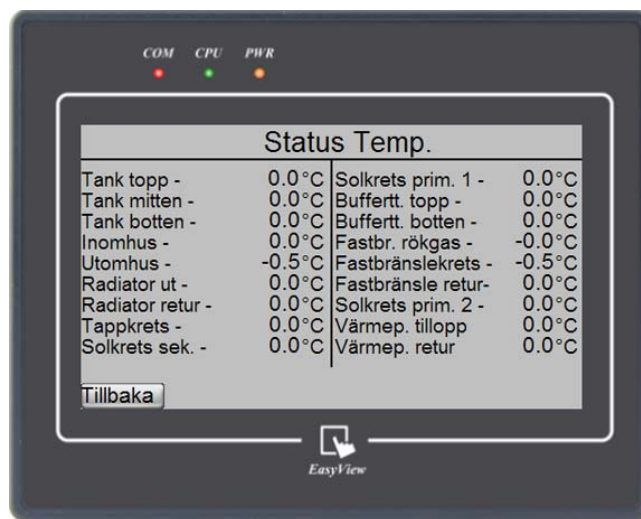 COM CPU PWR
Status Temp.
Tank topp - 0.0°C
Tank mitten - 0.0°C
Tank botten - 0.0°C
Inomhus - 0.0°C
Utomhus - -0.5°C
Radiator ut - 0.0°C
Radiator retur - 0.0°C
Tappkrets - 0.0°C
Solkrets sek. - 0.0°C
Solkrets prim. 1 - 0.0°C
Buffertt. topp - 0.0°C
Buffertt. botten - 0.0°C
Fastbr. rökgas - -0.0°C
Fastbränslekrets - -0.5°C
Fastbränsle retur- 0.0°C
Solkrets prim. 2 - 0.0°C
Värmep. tillopp 0.0°C
Värmep. retur 0.0°C
Tillbaka
EasyView